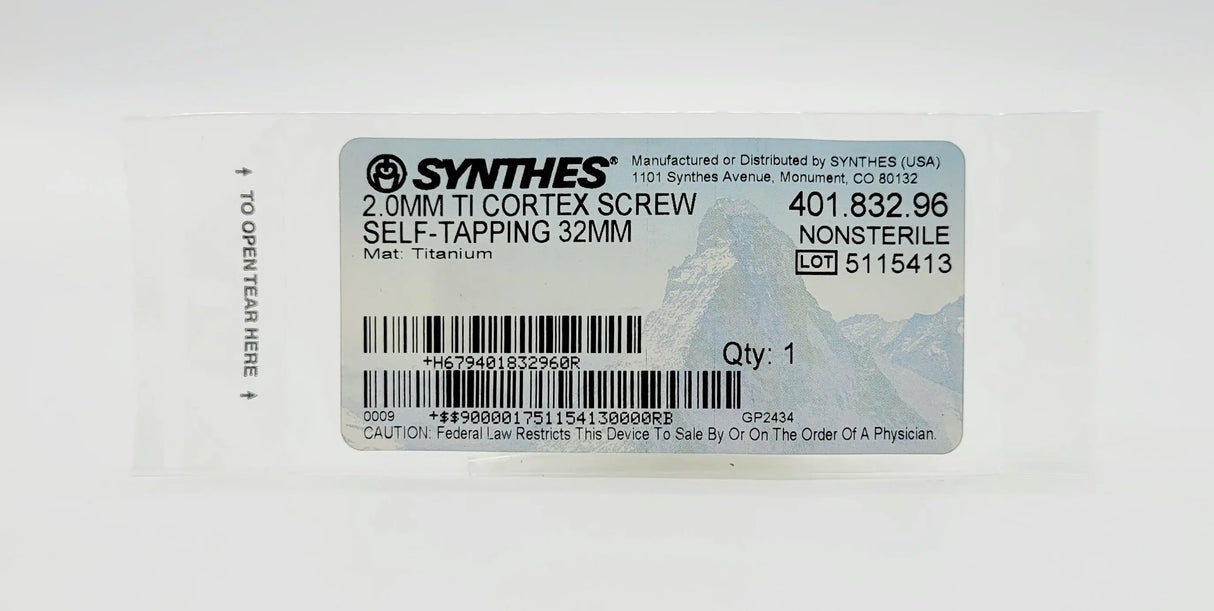 TO OPEN TEAR HERE
SYNTHES®
Manufactured or Distributed by SYNTHES (USA)
1101 Synthes Avenue, Monument, CO 80132
2.0MM TI CORTEX SCREW
SELF-TAPPING 32MM
Mat: Titanium
401.832.96
NONSTERILE
LOT 5115413
+H679401832960R
Qty: 1
0009 +$$900001751154130000RB GP2434
CAUTION: Federal Law Restricts This Device To Sale By Or On The Order Of A Physician.